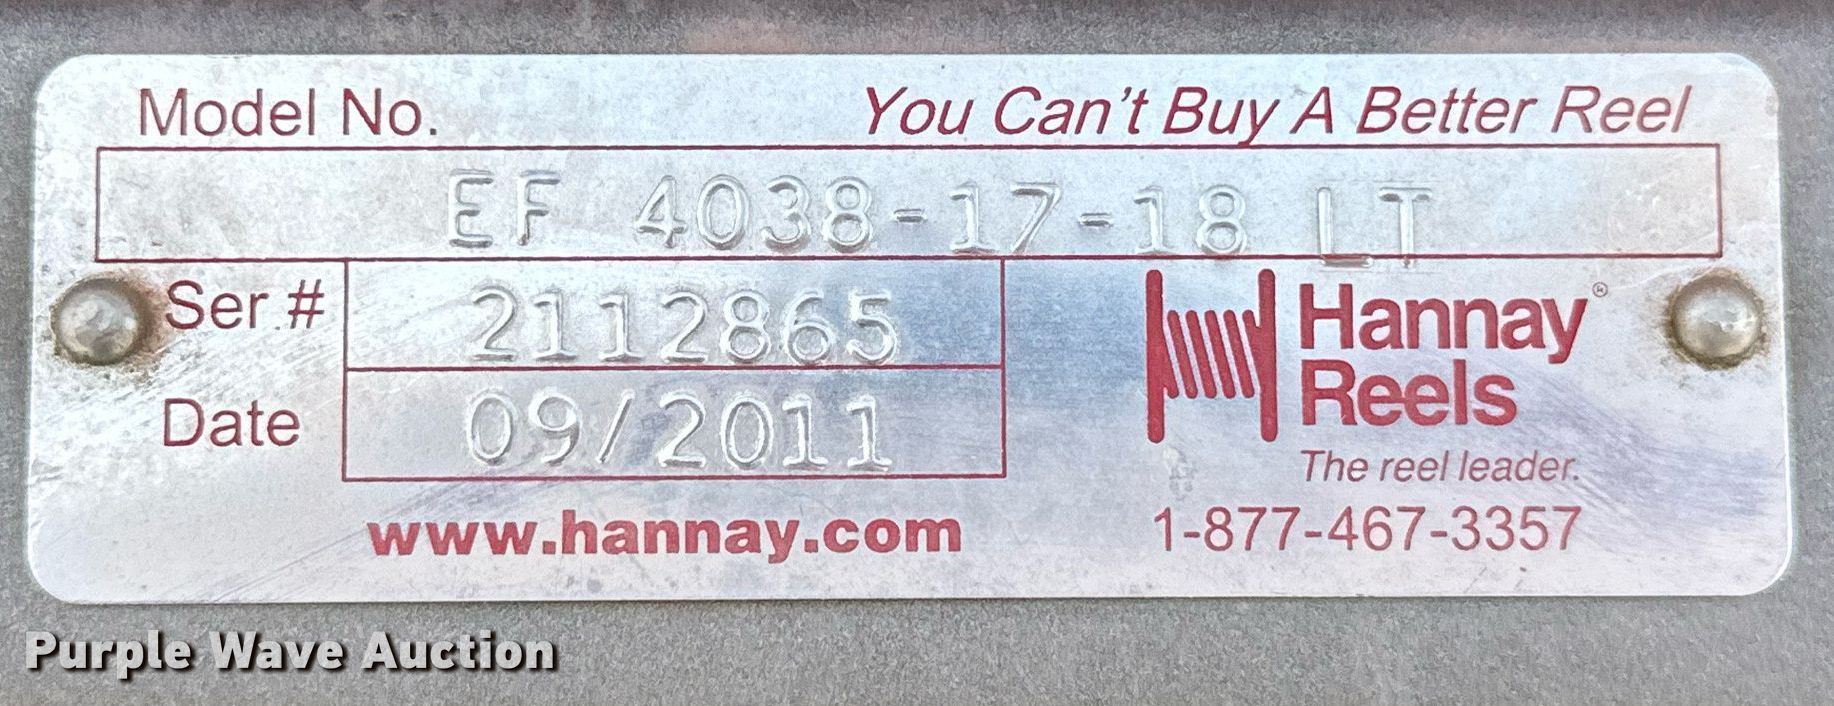 Model No.
You Can't Buy A Better Reel
EF 4038-17-18 LT
Ser # 2112865
Date 09/2011
Hannay®
Reels
The reel leader.
www.hannay.com
1-877-467-3357
Purple Wave Auction